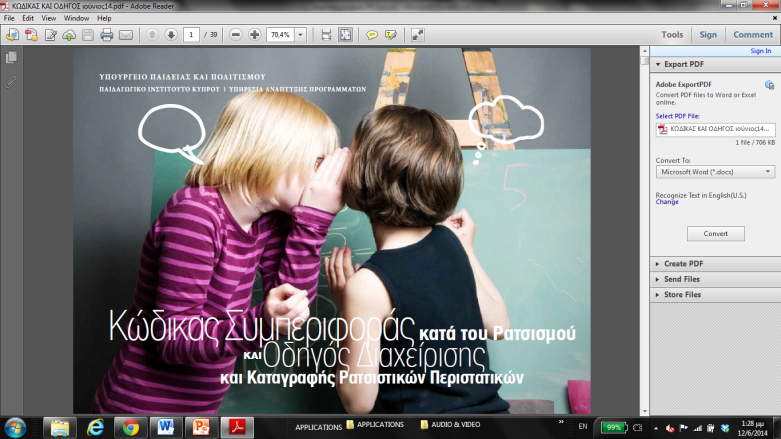 ΚΩΔΙΚΑΣ ΚΑΙ ΟΔΗΓΟΣ ιούνιος14.pdf - Adobe Reader
File Edit View Window Help
1 / 39 70,4% Tools Sign Comment
Sign In
ΥΠΟΥΡΓΕΙΟ ΠΑΙΔΕΙΑΣ ΚΑΙ ΠΟΛΙΤΙΣΜΟΥ
ΠΑΙΔΑΓΩΓΙΚΟ ΙΝΣΤΙΤΟΥΤΟ ΚΥΠΡΟΥ | ΥΠΗΡΕΣΙΑ ΑΝΑΠΤΥΞΗΣ ΠΡΟΓΡΑΜΜΑΤΩΝ
5
Κώδικας Συμπεριφοράς κατά του Ρατσισμού
ΚΑΙ Οδηγός Διαχείρισης
και Καταγραφής Ρατσιστικών Περιστατικών
Export PDF
Adobe ExportPDF
Convert PDF files to Word or Excel
online.
Select PDF File:
ΚΩΔΙΚΑΣ ΚΑΙ ΟΔΗΓΟΣ ιούνιος14...
1 file / 706 KB
Convert To:
Microsoft Word (*.docx)
Recognize Text in English(U.S.)
Change
Convert
Create PDF
Send Files
Store Files
APPLICATIONS APPLICATIONS AUDIO & VIDEO » EN 99% 1:28 μμ
12/6/2014